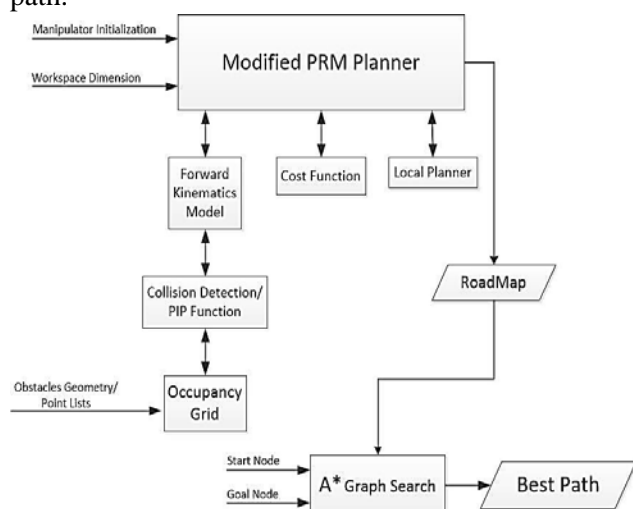 path.
Manipulator Initialization
Modified PRM Planner
Workspace Dimension
Forward
Kinematics
Model
Cost Function
Local Planner
Collision Detection/
PIP Function
RoadMap
Obstacles Geometry/
Point Lists
Occupancy
Grid
Start Node
Goal Node
A* Graph Search
Best Path